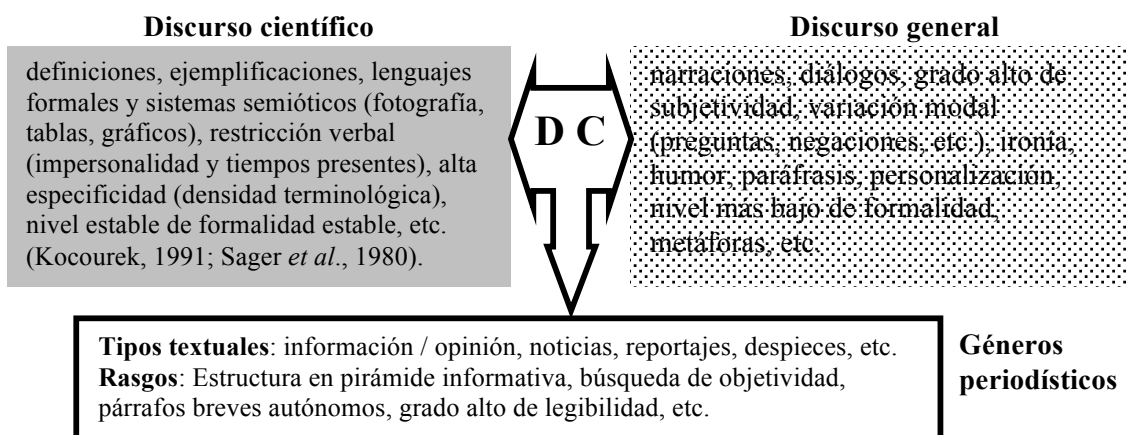 Discurso científico
definiciones, ejemplificaciones, lenguajes
formales y sistemas semióticos (fotografía,
tablas, gráficos), restricción verbal
(impersonalidad y tiempos presentes), alta
especificidad (densidad terminológica),
nivel estable de formalidad estable, etc.
(Kocourek, 1991; Sager et al., 1980).
D C
Discurso general
narraciones, diálogos, grado alto de
subjetividad, variación modal
(preguntas, negaciones, etc.), ironía,
humor, paráfrasis, personalización,
nivel más bajo de formalidad,
metáforas, etc.
Tipos textuales: información / opinión, noticias, reportajes, despieces, etc.
Rasgos: Estructura en pirámide informativa, búsqueda de objetividad,
párrafos breves autónomos, grado alto de legibilidad, etc.
Géneros
periodísticos